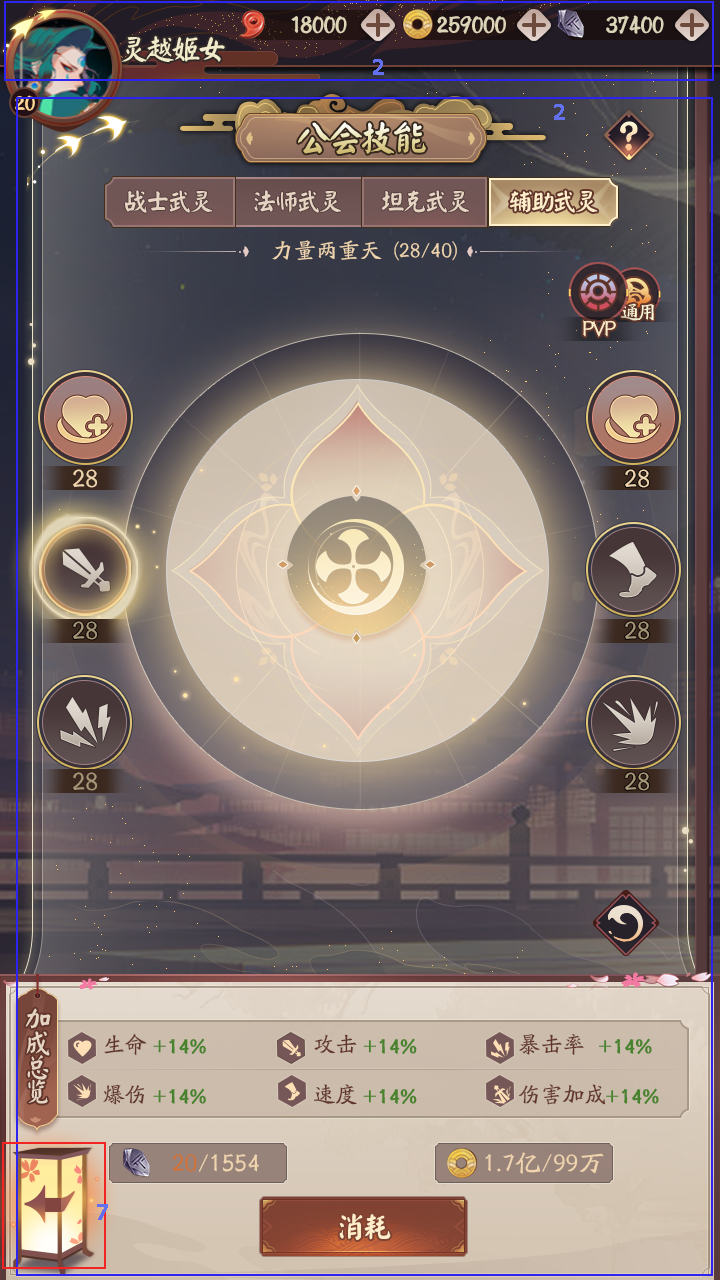 18000
259000
37400
灵越姬女
2
20
2
公会技能
?
战士武灵
法师武灵
坦克武灵
辅助武灵
力量两重天 (28/40)
PVP
通用
28
28
28
28
28
28
加成总览
生命 +14%
攻击 +14%
暴击率 +14%
爆伤 +14%
速度 +14%
伤害加成+14%
20/1554
1.7亿/99万
7
消耗